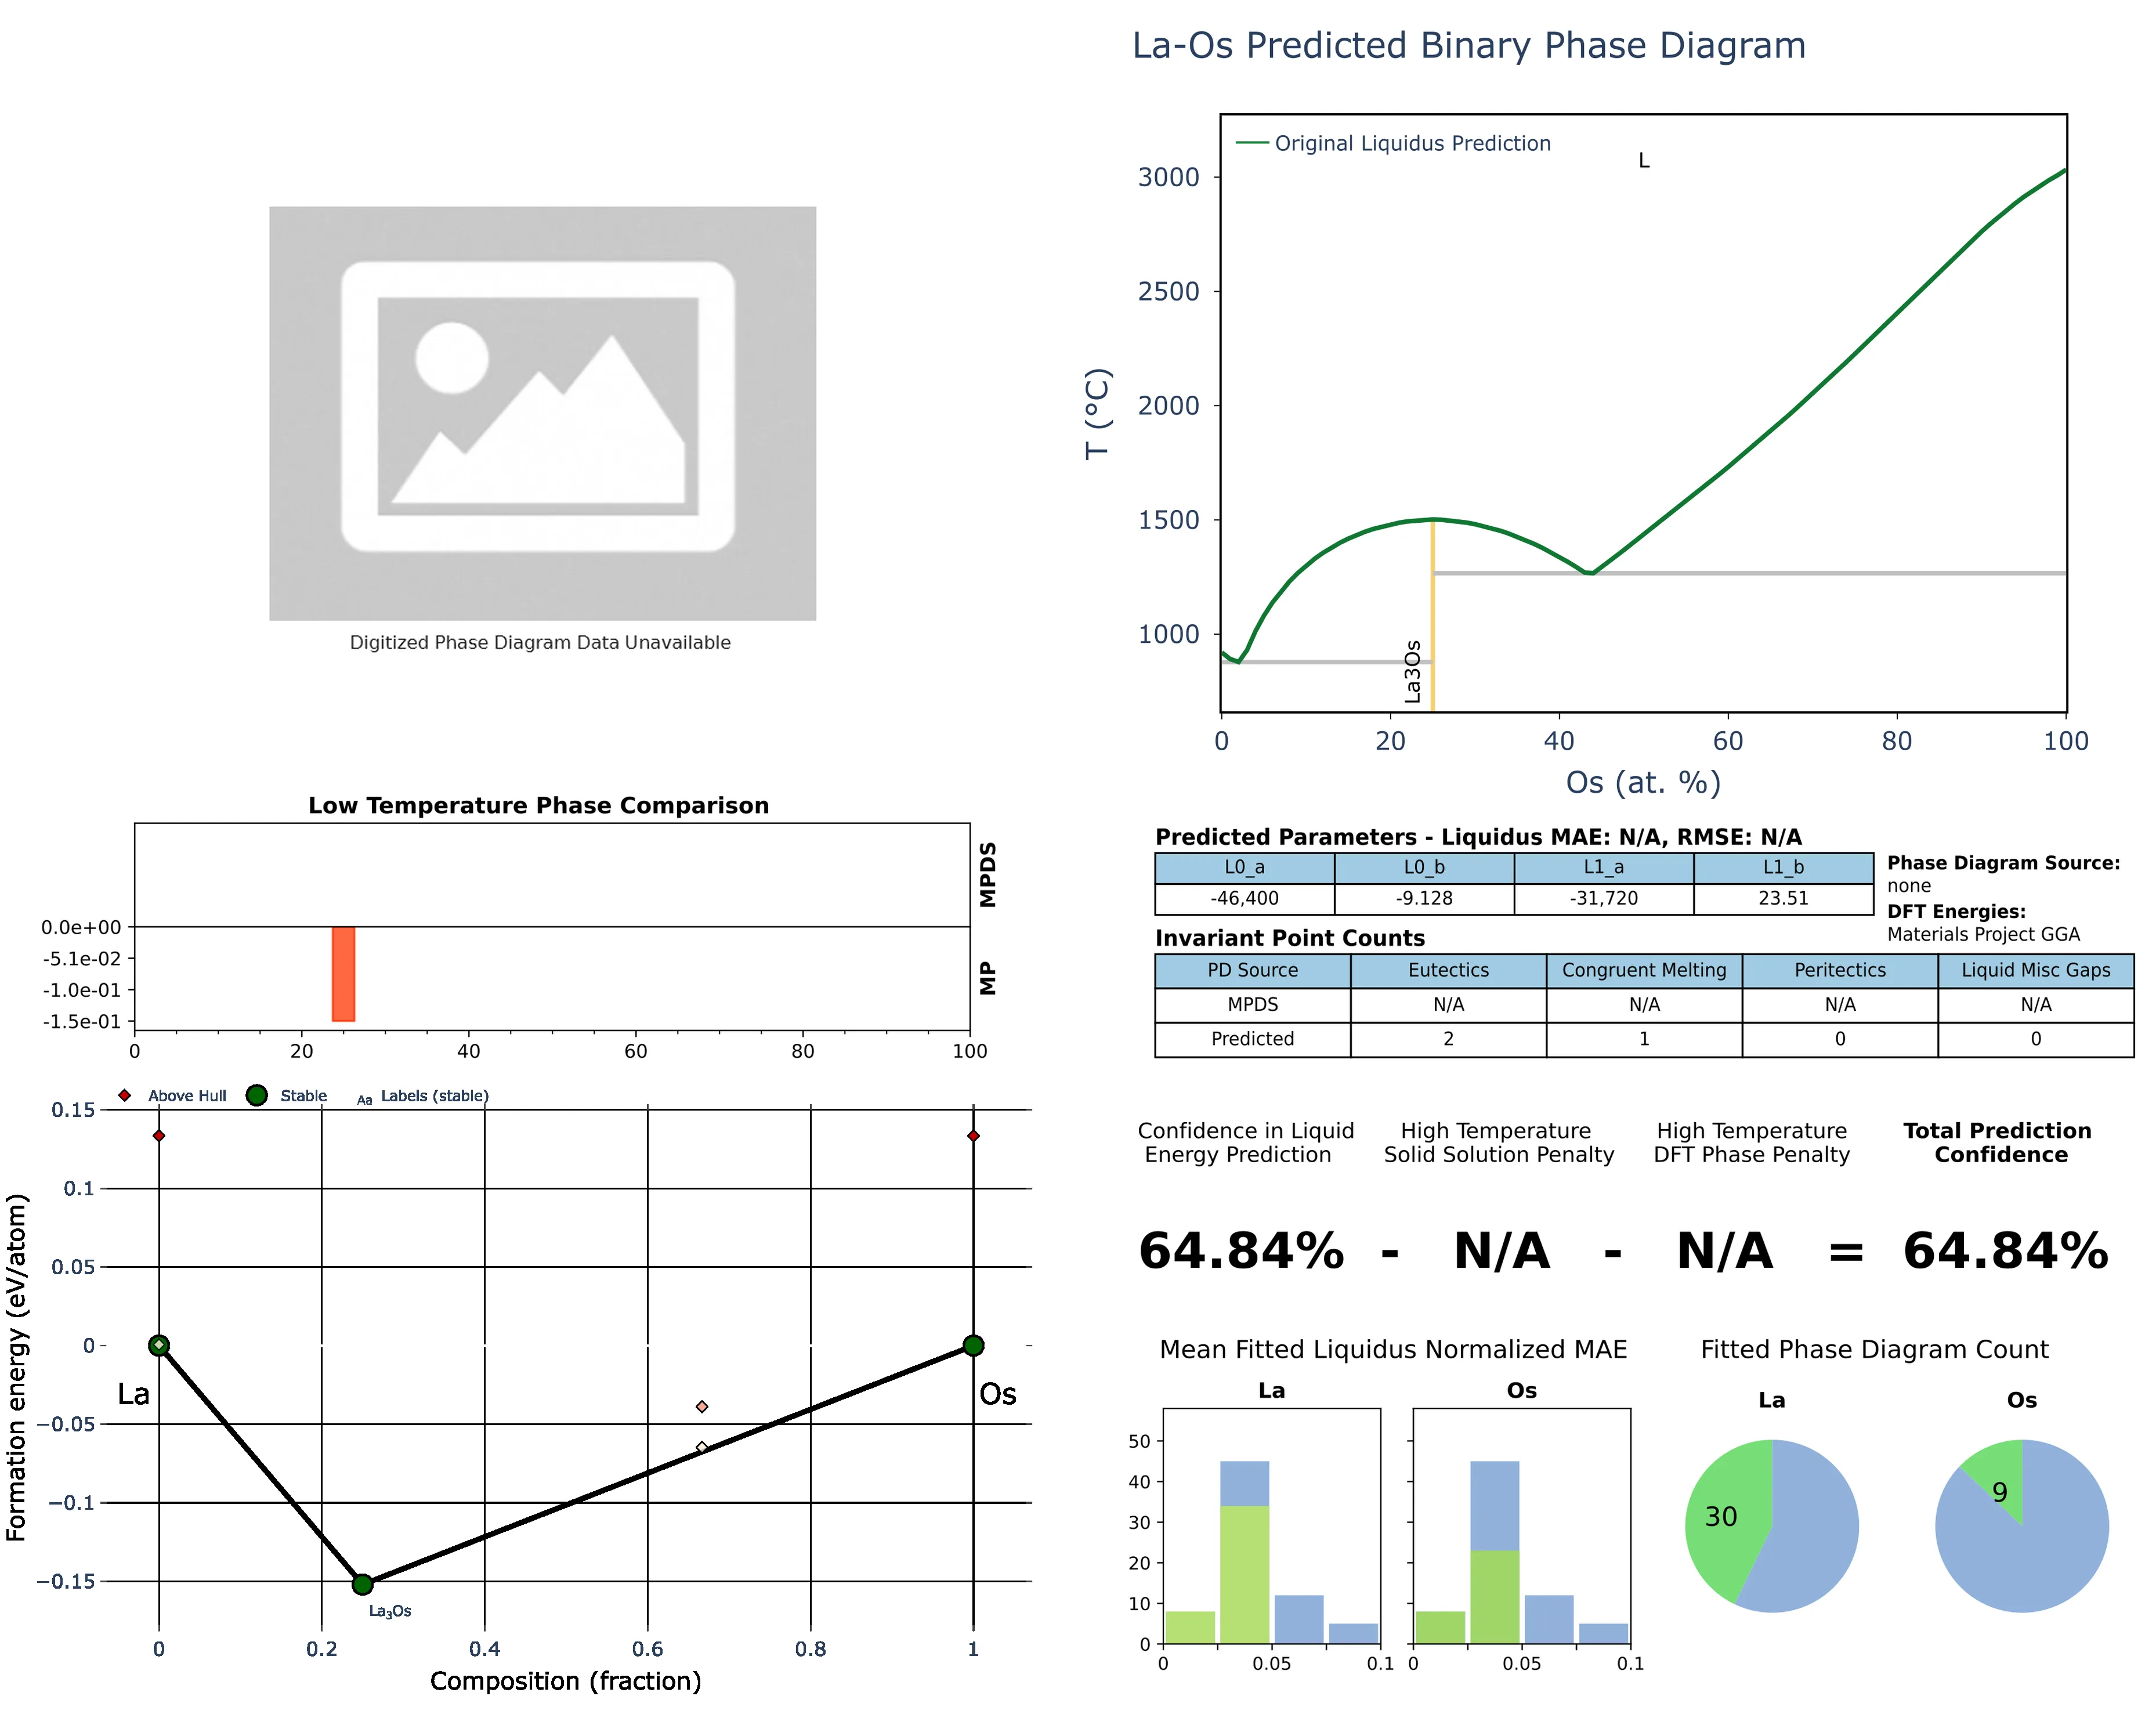 La-Os Predicted Binary Phase Diagram
Digitized Phase Diagram Data Unavailable
Original Liquidus Prediction
L
3000
2500
2000
1500
1000
T (°C)
La3Os
0 20 40 60 80 100
Os (at. %)
Low Temperature Phase Comparison
MPDS
MP
0.0e+00
-5.1e-02
-1.0e-01
-1.5e-01
0 20 40 60 80 100
Predicted Parameters - Liquidus MAE: N/A, RMSE: N/A
L0_a L0_b L1_a L1_b
-46,400 -9.128 -31,720 23.51
Phase Diagram Source:
none
DFT Energies:
Materials Project GGA
Invariant Point Counts
PD Source Eutectics Congruent Melting Peritectics Liquid Misc Gaps
MPDS N/A N/A N/A N/A
Predicted 2 1 0 0
Above Hull Stable Aa Labels (stable)
0.15
0.1
0.05
0
−0.05
−0.1
−0.15
Formation energy (eV/atom)
La
Os
La₃Os
0 0.2 0.4 0.6 0.8 1
Composition (fraction)
Confidence in Liquid
Energy Prediction
High Temperature
Solid Solution Penalty
High Temperature
DFT Phase Penalty
Total Prediction
Confidence
64.84% - N/A - N/A = 64.84%
Mean Fitted Liquidus Normalized MAE
La
Os
50
40
30
20
10
0
0 0.05 0.1
0 0.05 0.1
Fitted Phase Diagram Count
La
Os
30
9